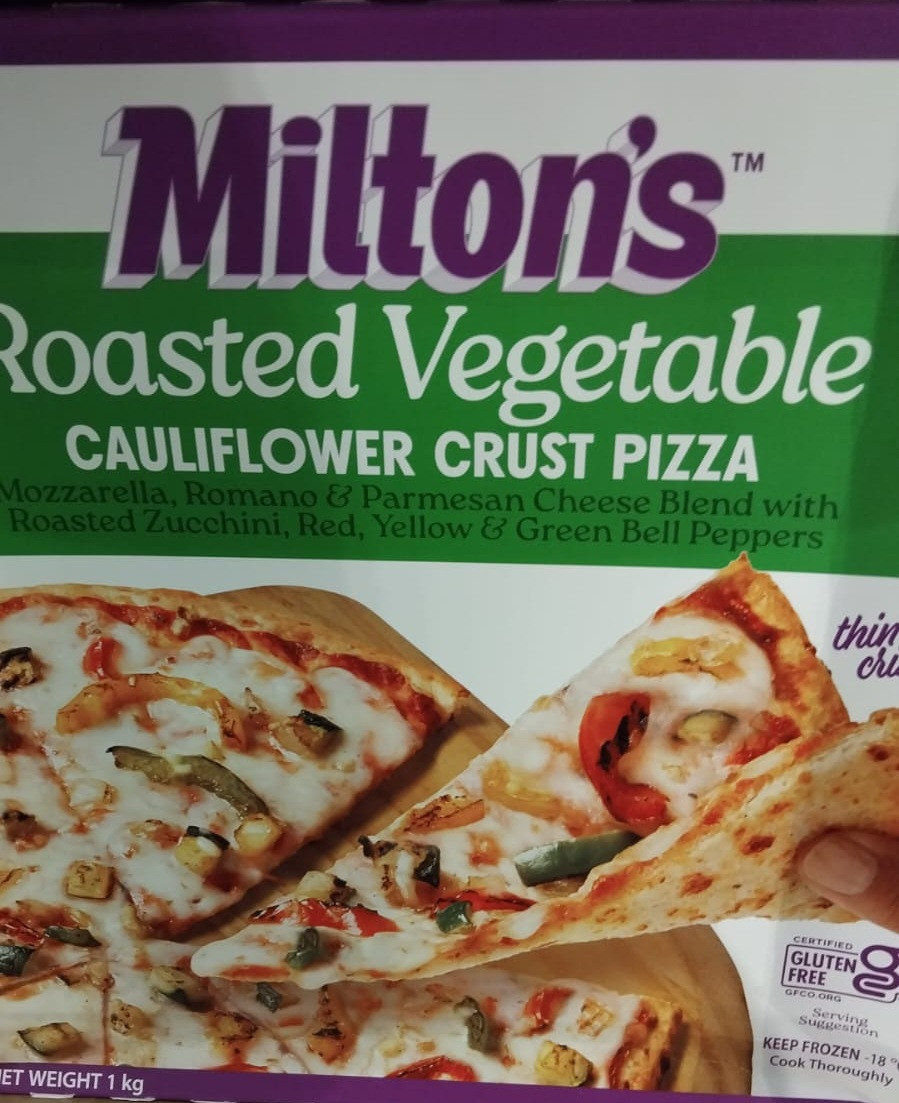 Milton's™
Roasted Vegetable
CAULIFLOWER CRUST PIZZA
Mozzarella, Romano & Parmesan Cheese Blend with
Roasted Zucchini, Red, Yellow & Green Bell Peppers
thin
CERTIFIED
GLUTEN
FREE
GFCO.ORG
Serving
Suggestion
KEEP FROZEN -18 °
Cook Thoroughly
NET WEIGHT 1 kg